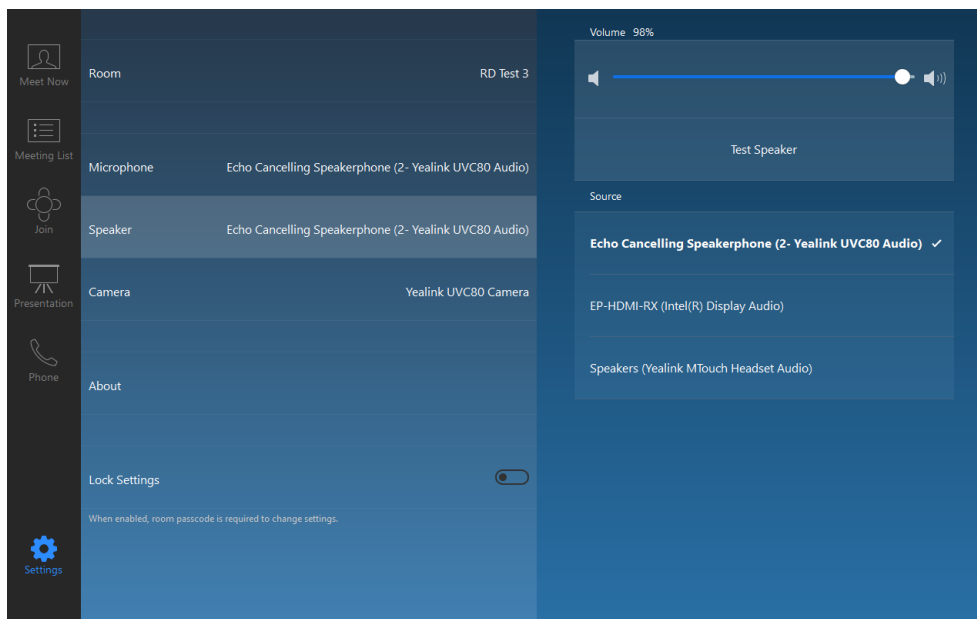 Meet Now
Meeting List
Join
Presentation
Phone
Settings
Room RD Test 3
Microphone Echo Cancelling Speakerphone (2- Yealink UVC80 Audio)
Speaker Echo Cancelling Speakerphone (2- Yealink UVC80 Audio)
Camera Yealink UVC80 Camera
About
Lock Settings
When enabled, room passcode is required to change settings.
Volume 98%
Test Speaker
Source
Echo Cancelling Speakerphone (2- Yealink UVC80 Audio)
EP-HDMI-RX (Intel(R) Display Audio)
Speakers (Yealink MTouch Headset Audio)